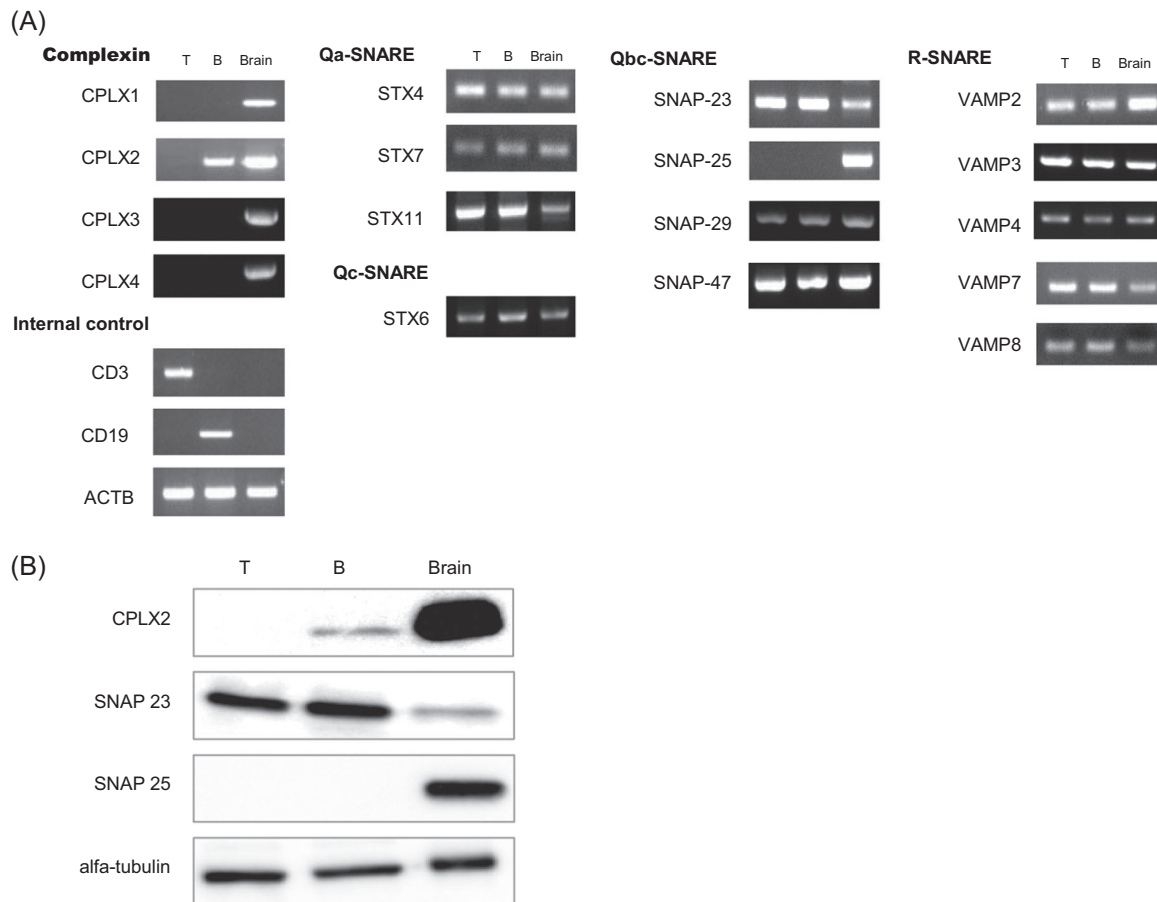 (A)
Complexin
T B Brain
CPLX1
CPLX2
CPLX3
CPLX4
Internal control
CD3
CD19
ACTB
Qa-SNARE
T B Brain
STX4
STX7
STX11
Qc-SNARE
STX6
Qbc-SNARE
SNAP-23
SNAP-25
SNAP-29
SNAP-47
R-SNARE
T B Brain
VAMP2
VAMP3
VAMP4
VAMP7
VAMP8
(B)
T B Brain
CPLX2
SNAP 23
SNAP 25
alfa-tubulin